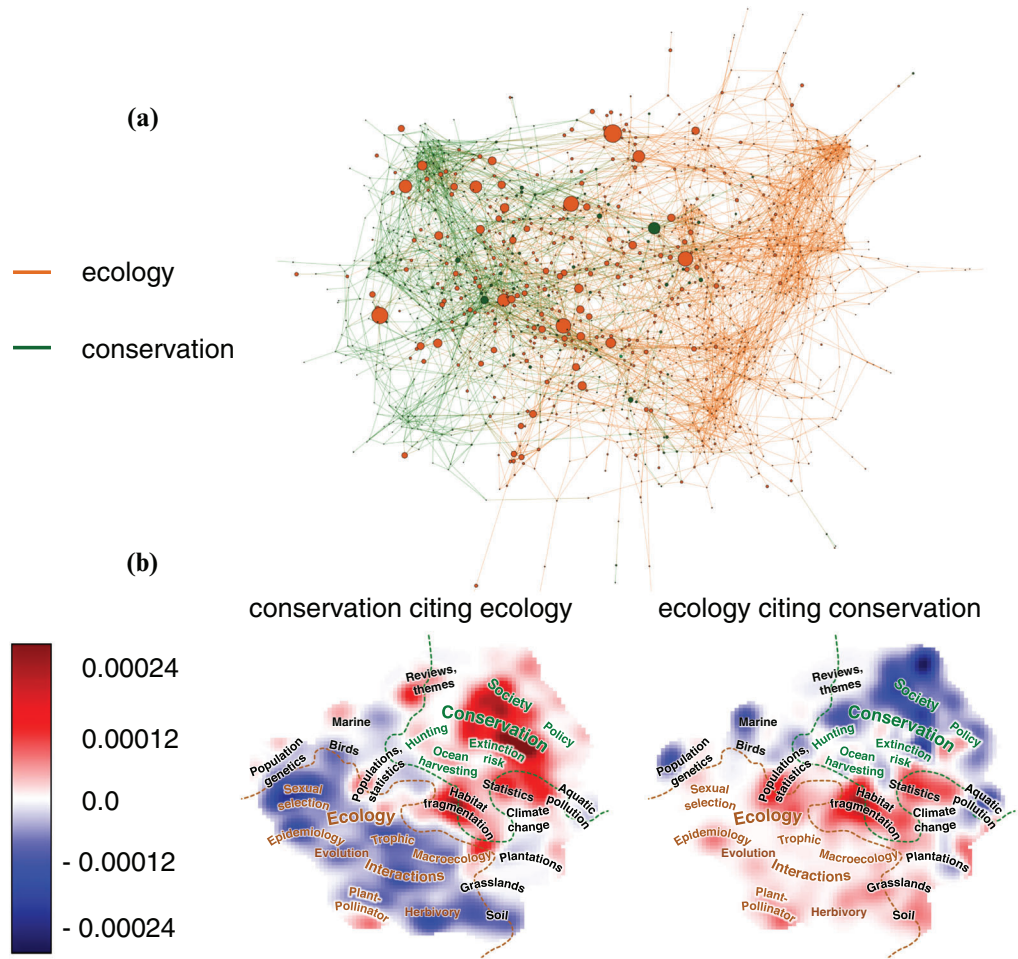 (a)
ecology
conservation
(b)
conservation citing ecology
ecology citing conservation
0.00024
0.00012
0.0
- 0.00012
- 0.00024
Reviews,
themes
Society
Marine
Conservation
Policy
Hunting
Birds
Population
genetics
Populations,
statistics
Ocean
harvesting
Extinction
risk
Sexual
selection
Habitat
fragmentation
Statistics
Aquatic
pollution
Ecology
Climate
change
Epidemiology
Trophic
Evolution
Macroecology
Plantations
Interactions
Grasslands
Plant-
Pollinator
Herbivory
Soil
Reviews,
themes
Society
Marine
Conservation
Policy
Hunting
Birds
Population
genetics
Populations,
statistics
Ocean
harvesting
Extinction
risk
Sexual
selection
Habitat
fragmentation
Statistics
Aquatic
pollution
Ecology
Climate
change
Epidemiology
Trophic
Evolution
Macroecology
Plantations
Interactions
Grasslands
Plant-
Pollinator
Herbivory
Soil